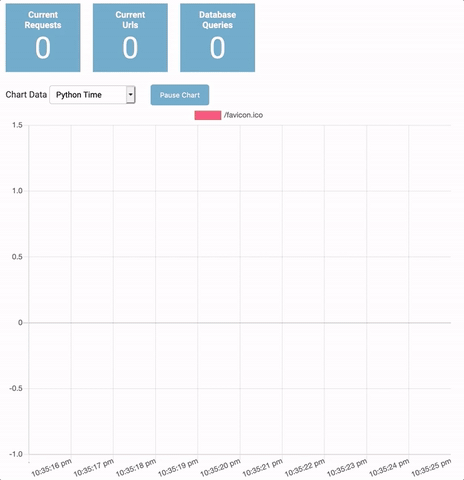 Current
Requests
0
Current
Urls
0
Database
Queries
0
Chart Data
Python Time
Pause Chart
/favicon.ico
1.5
1.0
0.5
0
-0.5
-1.0
10:35:16 pm
10:35:17 pm
10:35:18 pm
10:35:19 pm
10:35:20 pm
10:35:21 pm
10:35:22 pm
10:35:23 pm
10:35:24 pm
10:35:25 pm